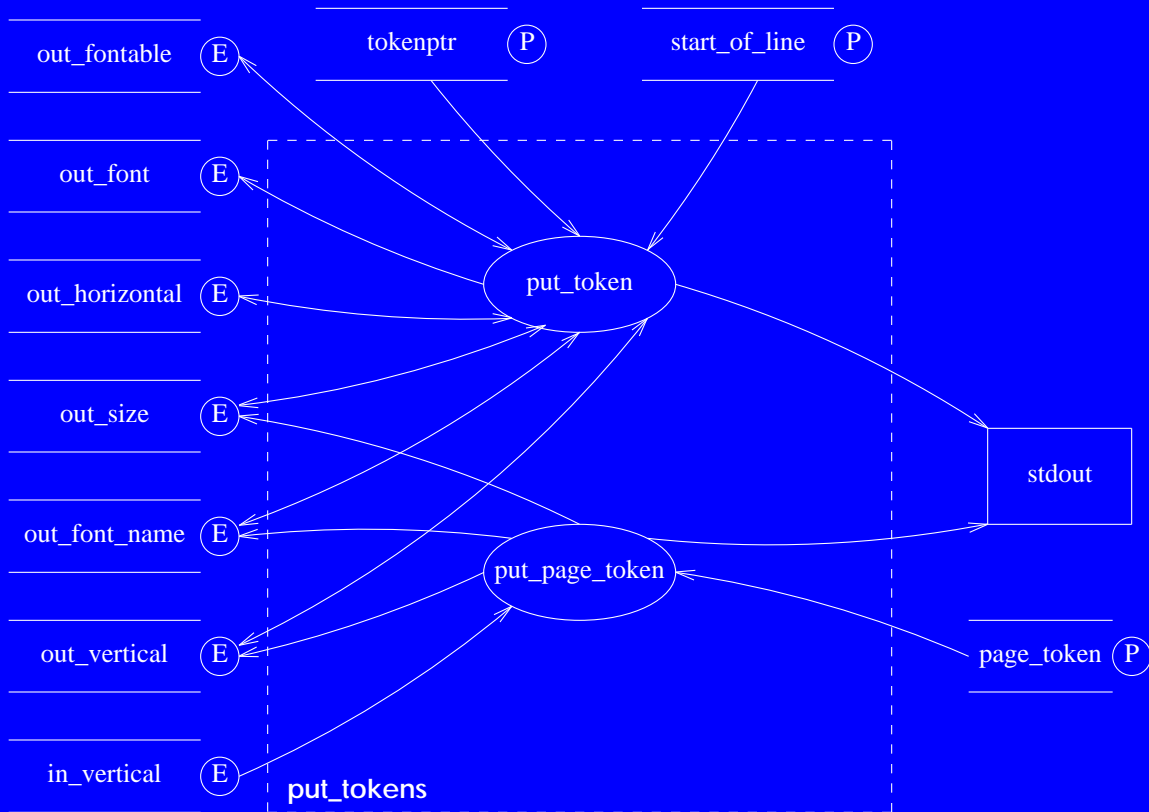 tokenptr P
start_of_line P
out_fontable E
out_font E
put_token
out_horizontal E
out_size E
stdout
out_font_name E
put_page_token
out_vertical E
page_token P
in_vertical E
put_tokens